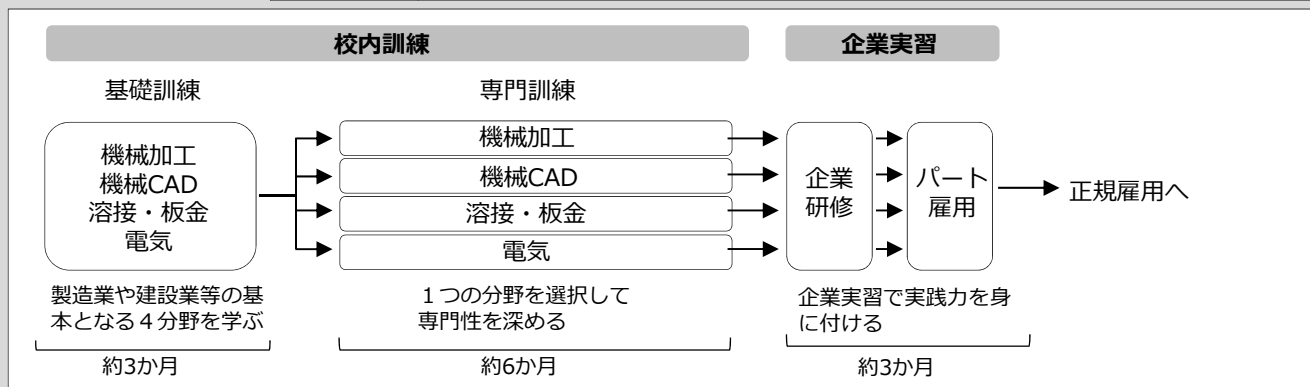 校内訓練
企業実習
基礎訓練
専門訓練
機械加工
機械CAD
溶接・板金
電気
機械加工
機械CAD
溶接・板金
電気
企業
研修
パート
雇用
正規雇用へ
製造業や建設業等の基
本となる４分野を学ぶ
１つの分野を選択して
専門性を深める
企業実習で実践力を身
に付ける
約3か月
約6か月
約3か月